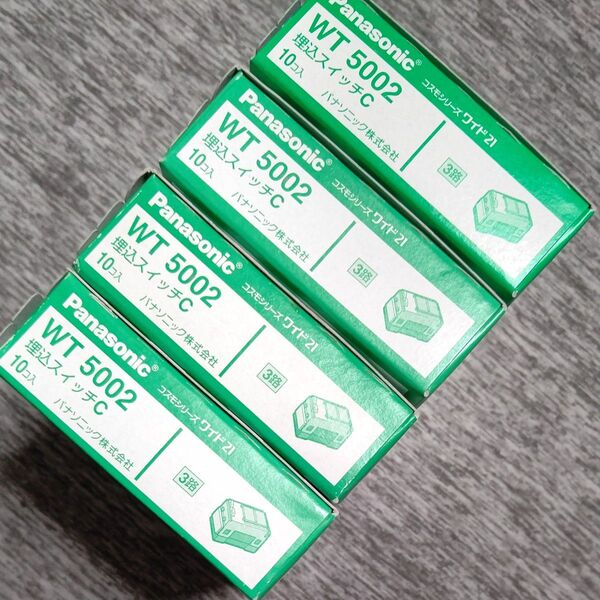 Panasonic®
コスモシリーズ ワイド21
WT 5002
埋込スイッチC
10コ入
パナソニック株式会社
3路
Panasonic®
コスモシリーズ ワイド21
WT 5002
埋込スイッチC
10コ入
パナソニック株式会社
3路
Panasonic®
コスモシリーズ ワイド21
WT 5002
埋込スイッチC
10コ入
パナソニック株式会社
3路
Panasonic®
コスモシリーズ ワイド21
WT 5002
埋込スイッチC
10コ入
パナソニック株式会社
3路